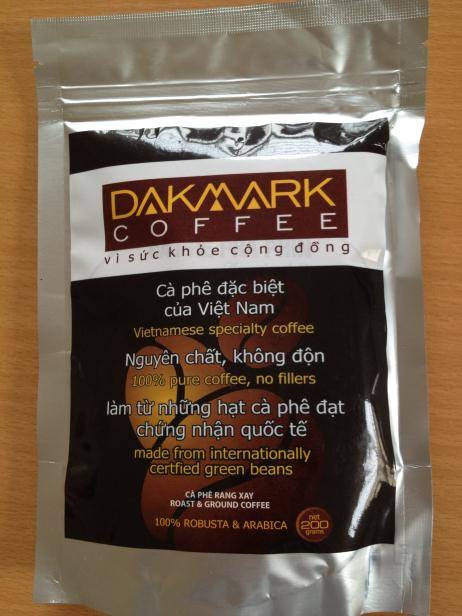 DAKMARK
COFFEE
vì sức khỏe cộng đồng
Cà phê đặc biệt
của Việt Nam
Vietnamese specialty coffee
Nguyên chất, không độn
100% pure coffee, no fillers
làm từ những hạt cà phê đạt
chứng nhận quốc tế
made from internationally
certfied green beans
CÀ PHÊ RANG XAY
ROAST & GROUND COFFEE
100% ROBUSTA & ARABICA
net
200
grams